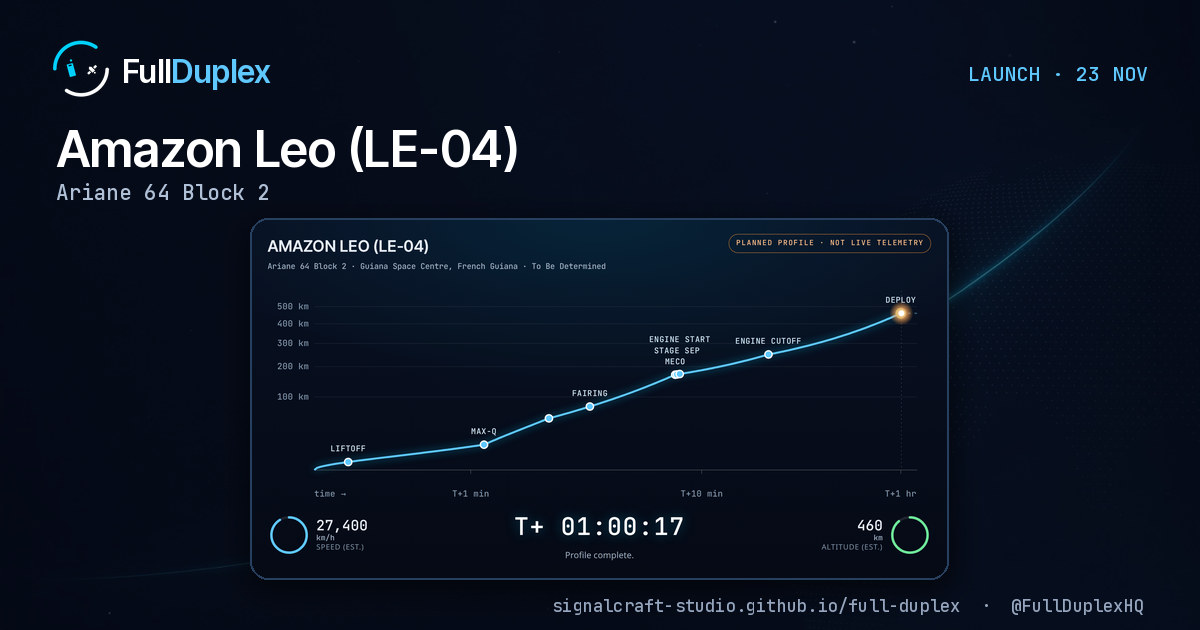 FullDuplex
LAUNCH · 23 NOV
Amazon Leo (LE-04)
Ariane 64 Block 2
AMAZON LEO (LE-04)
PLANNED PROFILE · NOT LIVE TELEMETRY
Ariane 64 Block 2 · Guiana Space Centre, French Guiana · To Be Determined
DEPLOY
500 km
400 km
ENGINE START
ENGINE CUTOFF
300 km
STAGE SEP
MECO
200 km
FAIRING
100 km
MAX-Q
LIFTOFF
time →
T+1 min
T+10 min
T+1 hr
27,400
km/h
SPEED (EST.)
T+ 01:00:17
Profile complete.
460
km
ALTITUDE (EST.)
signalcraft-studio.github.io/full-duplex · @FullDuplexHQ